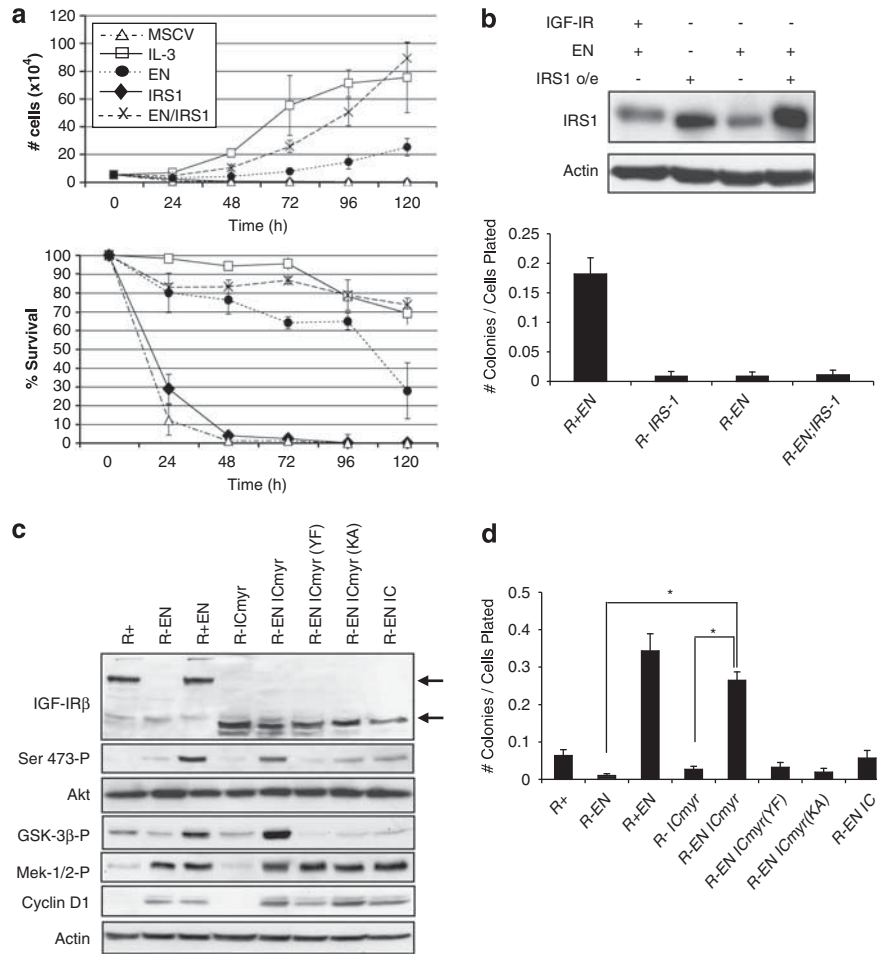 a
# cells (x10⁴)
120
100
80
60
40
20
0
MSCV
IL-3
EN
IRS1
EN/IRS1
0 24 48 72 96 120
Time (h)
% Survival
100
90
80
70
60
50
40
30
20
10
0
0 24 48 72 96 120
Time (h)
b
IGF-IR + - - -
EN + - + +
IRS1 o/e - + - +
IRS1
Actin
# Colonies / Cells Plated
0.25
0.2
0.15
0.1
0.05
0
R+EN
R- IRS-1
R-EN
R-EN;IRS-1
c
R+
R-EN
R+EN
R-ICmyr
R-EN ICmyr
R-EN ICmyr (YF)
R-EN ICmyr (KA)
R-EN IC
IGF-IRβ
Ser 473-P
Akt
GSK-3β-P
Mek-1/2-P
Cyclin D1
Actin
d
# Colonies / Cells Plated
0.5
0.4
0.3
0.2
0.1
0
*
*
R+
R-EN
R+EN
R- ICmyr
R-EN ICmyr
R-EN ICmyr(YF)
R-EN ICmyr(KA)
R-EN IC